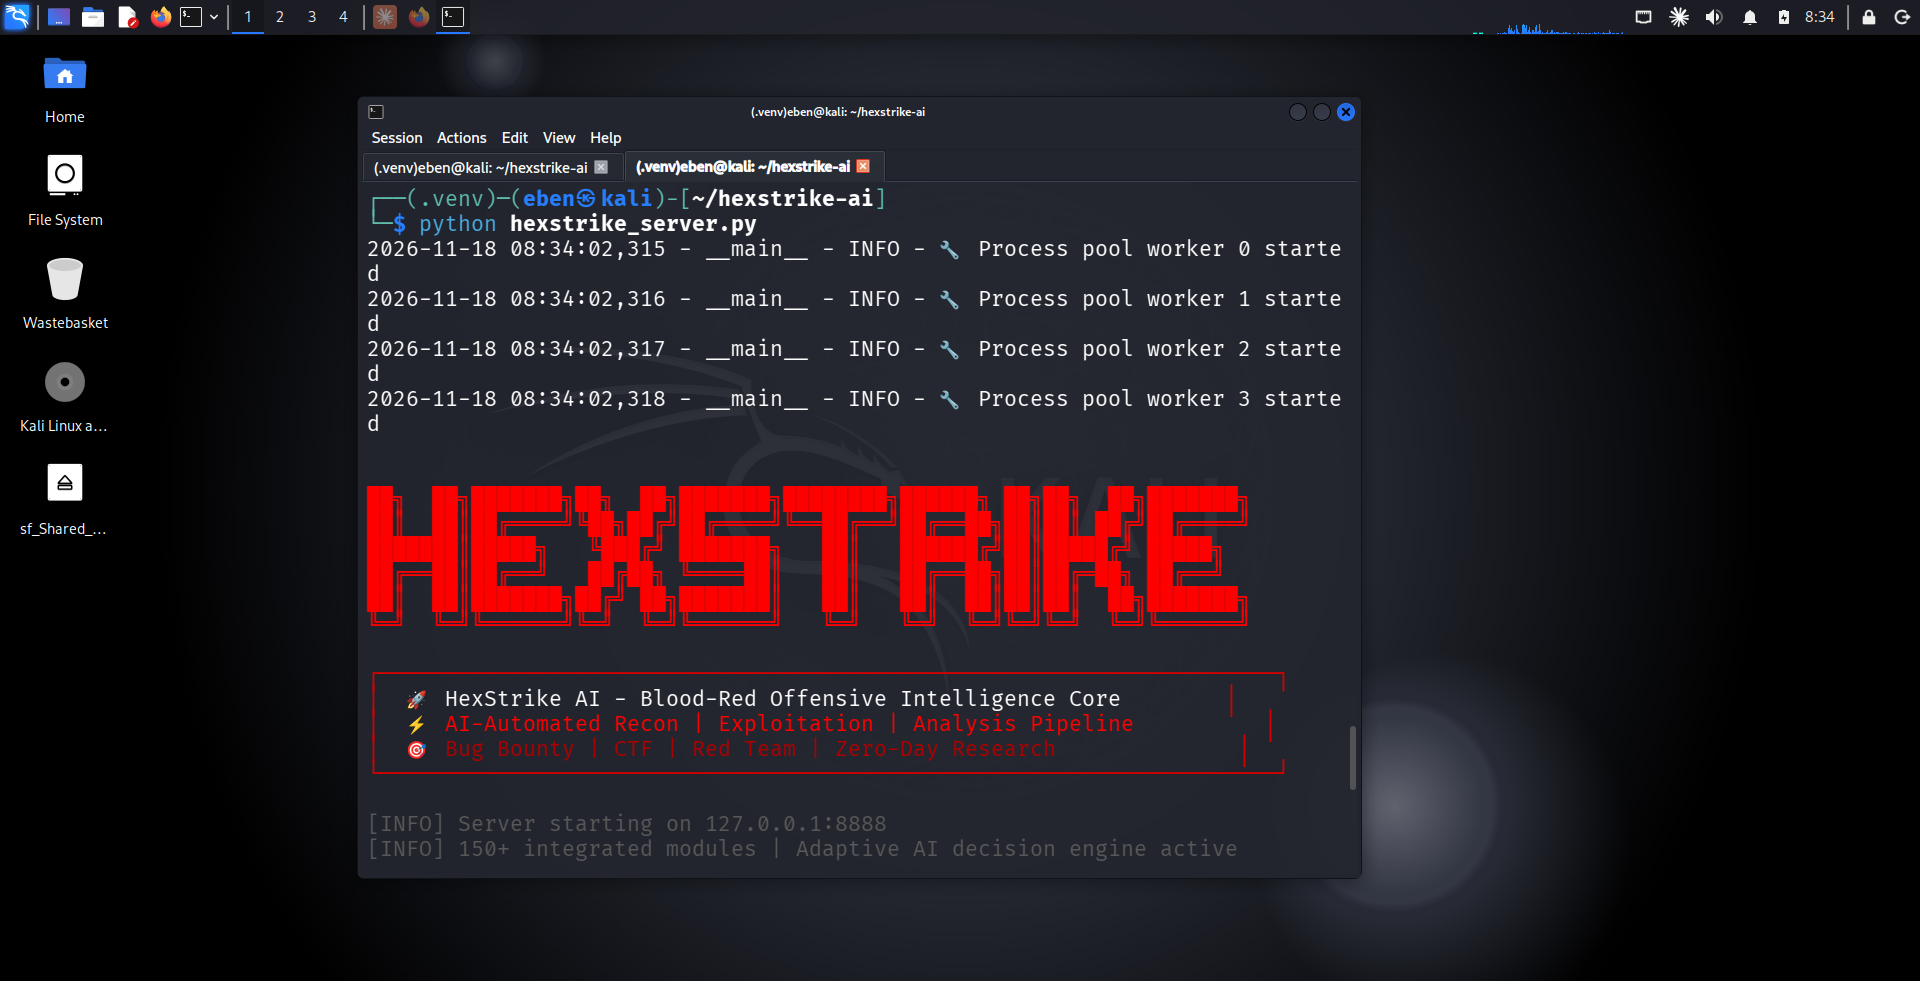 1 2 3 4
8:34
Home
File System
Wastebasket
Kali Linux a...
sf_Shared_...
(.venv)eben@kali: ~/hexstrike-ai
Session Actions Edit View Help
(.venv)eben@kali: ~/hexstrike-ai
(.venv)eben@kali: ~/hexstrike-ai
(.venv)-(eben㉿kali)-[~/hexstrike-ai]
$ python hexstrike_server.py
2026-11-18 08:34:02,315 - __main__ - INFO - 🔧 Process pool worker 0 starte
d
2026-11-18 08:34:02,316 - __main__ - INFO - 🔧 Process pool worker 1 starte
d
2026-11-18 08:34:02,317 - __main__ - INFO - 🔧 Process pool worker 2 starte
d
2026-11-18 08:34:02,318 - __main__ - INFO - 🔧 Process pool worker 3 starte
d
KALI
HEXSTRIKE
🚀 HexStrike AI - Blood-Red Offensive Intelligence Core
⚡ AI-Automated Recon | Exploitation | Analysis Pipeline
🎯 Bug Bounty | CTF | Red Team | Zero-Day Research
[INFO] Server starting on 127.0.0.1:8888
[INFO] 150+ integrated modules | Adaptive AI decision engine active